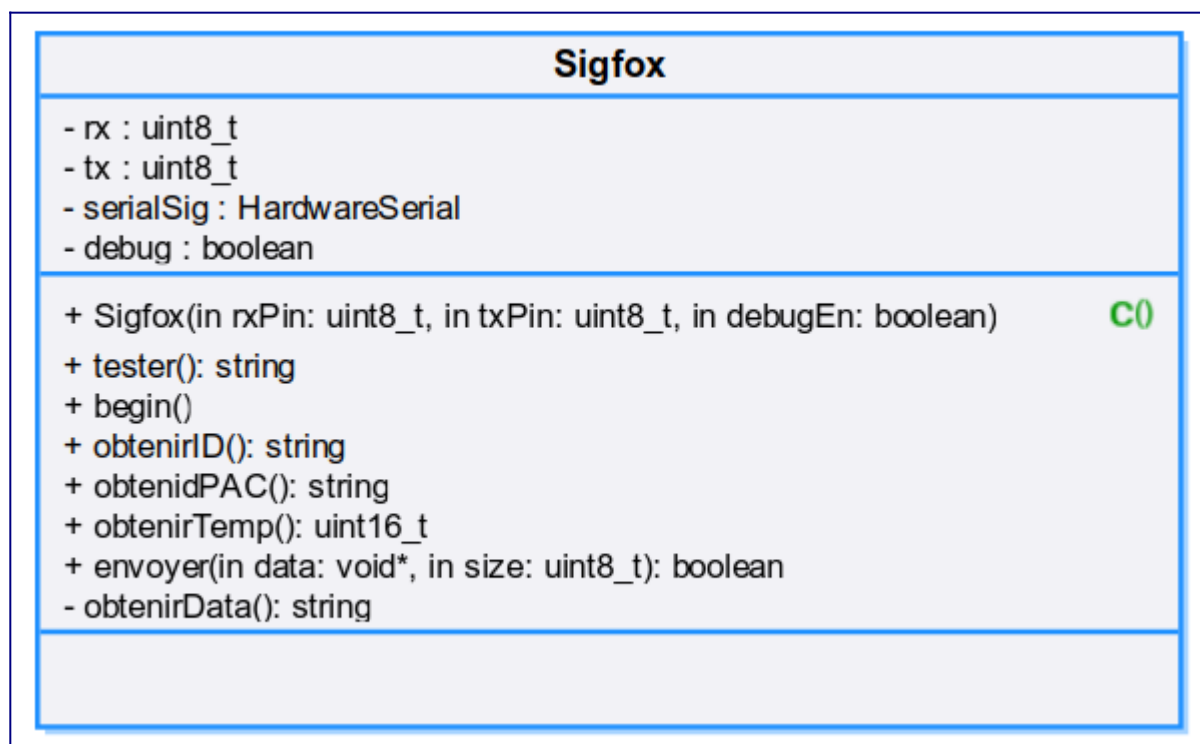 Sigfox
- rx : uint8_t
- tx : uint8_t
- serialSig : HardwareSerial
- debug : boolean
+ Sigfox(in rxPin: uint8_t, in txPin: uint8_t, in debugEn: boolean) C()
+ tester(): string
+ begin()
+ obtenirID(): string
+ obtenidPAC(): string
+ obtenirTemp(): uint16_t
+ envoyer(in data: void*, in size: uint8_t): boolean
- obtenirData(): string